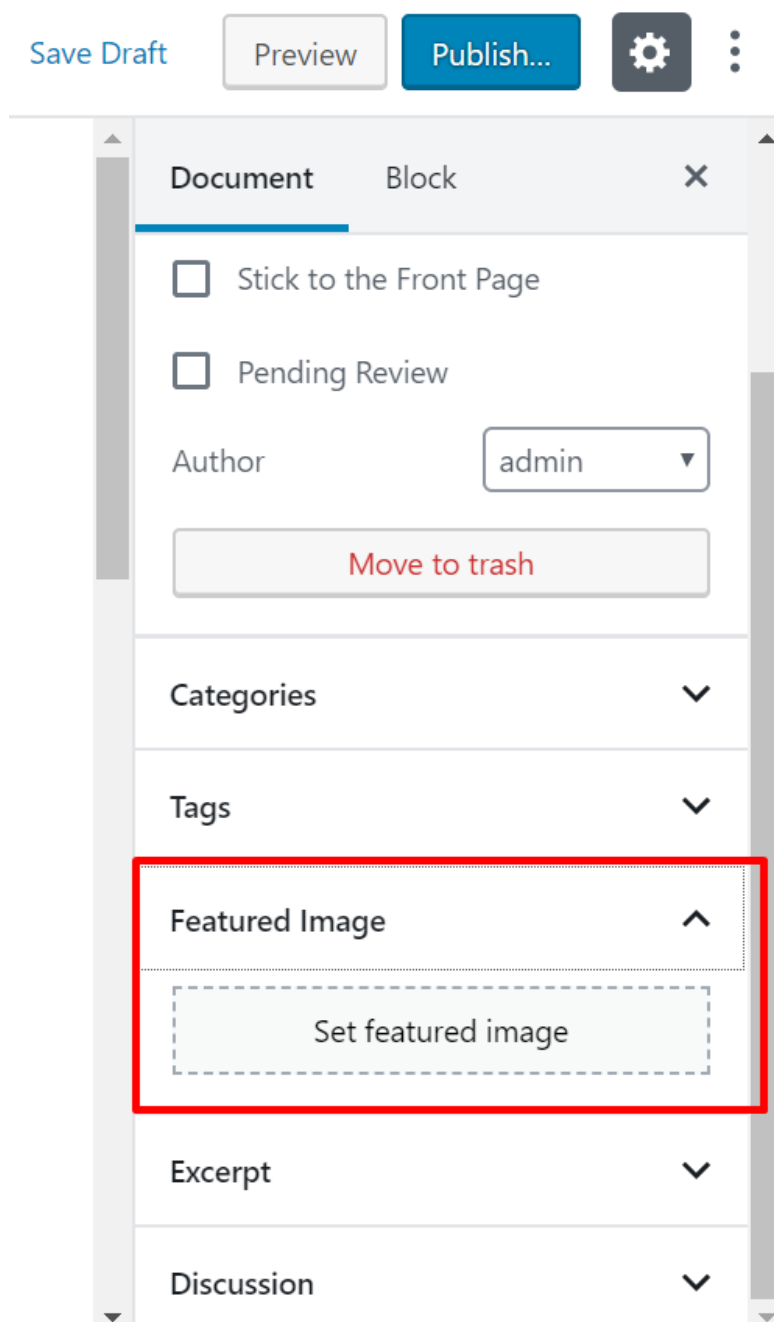 Save Draft Preview Publish...
Document Block
Stick to the Front Page
Pending Review
Author admin
Move to trash
Categories
Tags
Featured Image
Set featured image
Excerpt
Discussion